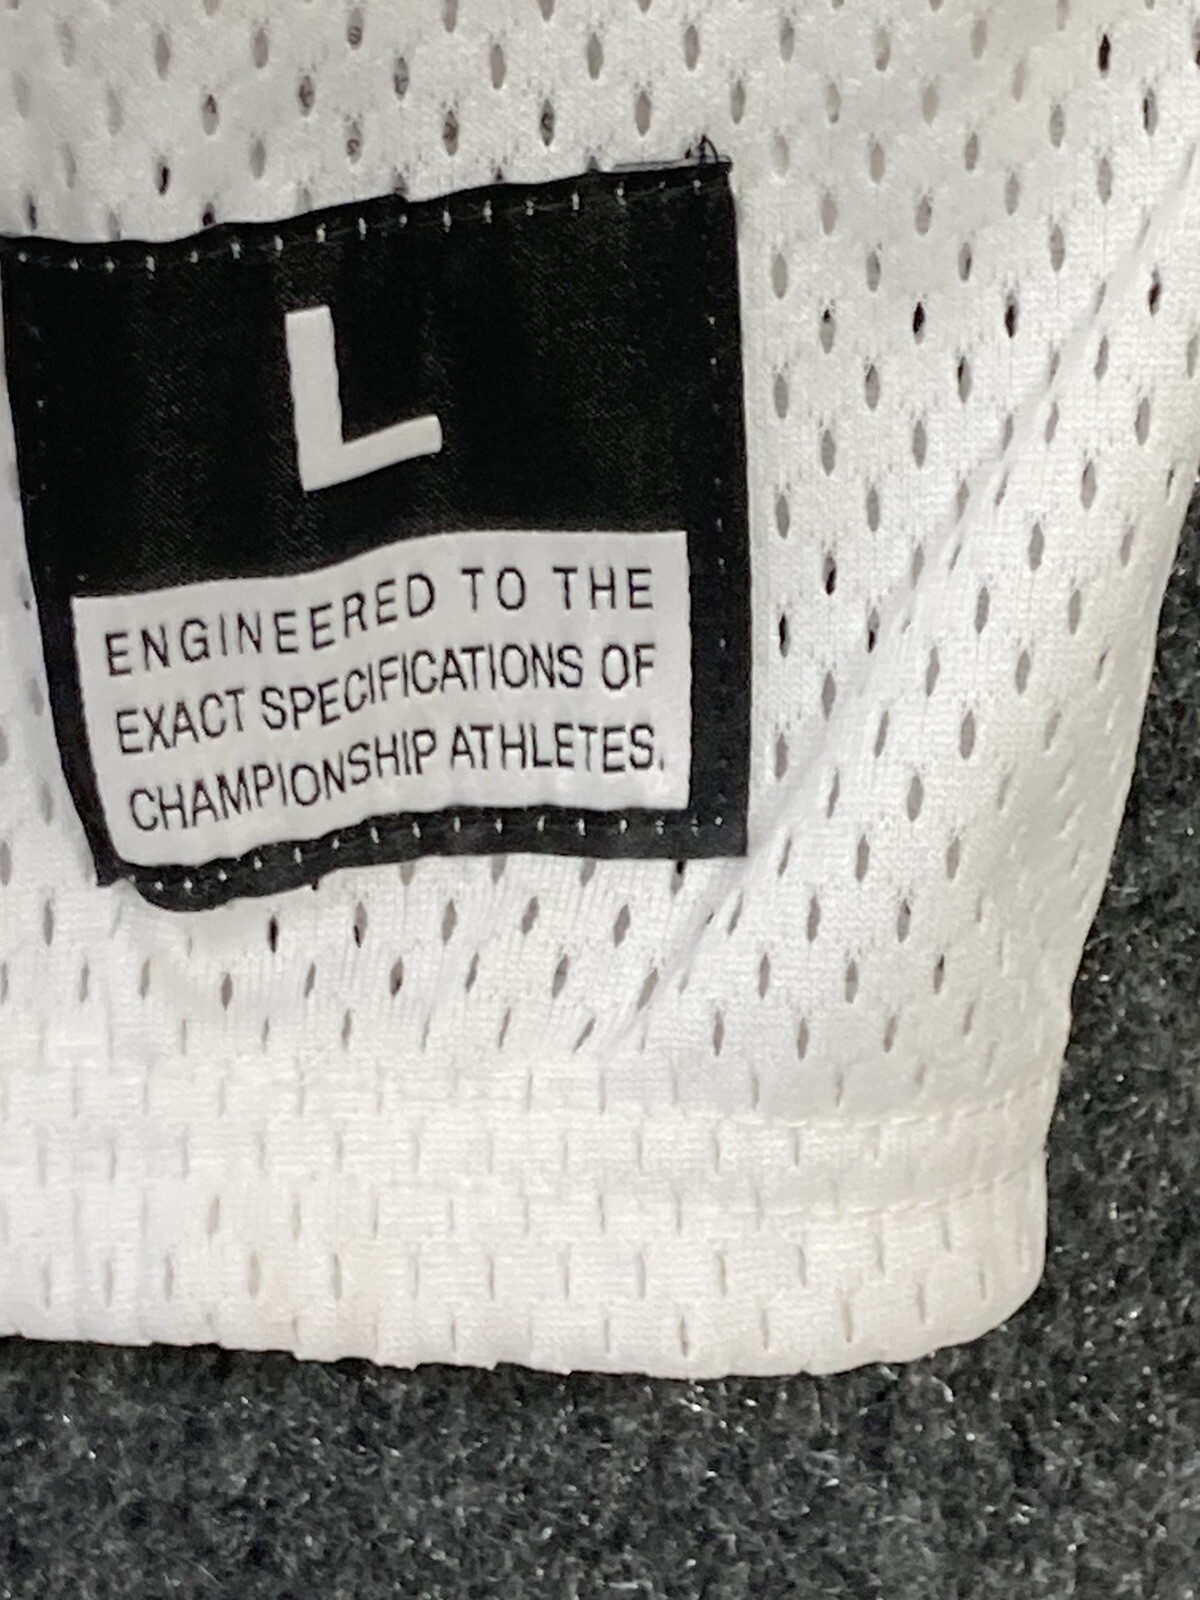 L
ENGINEERED TO THE
EXACT SPECIFICATIONS OF
CHAMPIONSHIP ATHLETES.